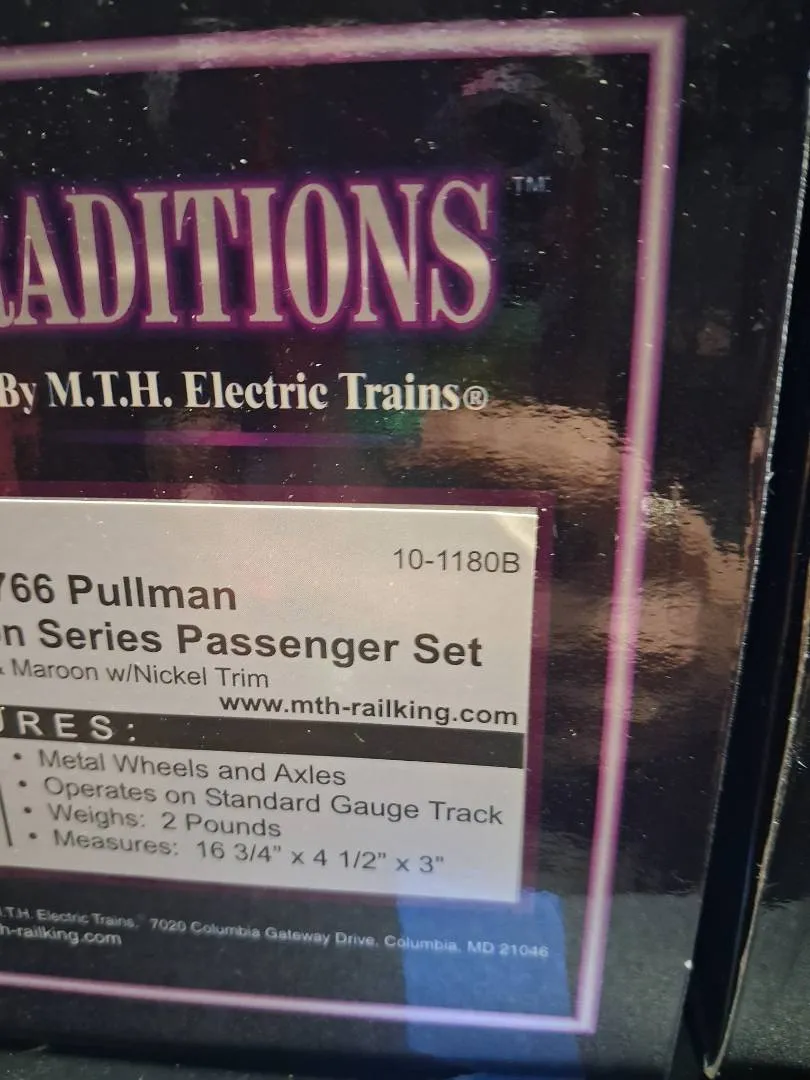 RADITIONS™
By M.T.H. Electric Trains®
10-1180B
766 Pullman
n Series Passenger Set
& Maroon w/Nickel Trim
www.mth-railking.com
URES:
• Metal Wheels and Axles
• Operates on Standard Gauge Track
• Weighs: 2 Pounds
• Measures: 16 3/4" x 4 1/2" x 3"
.T.H. Electric Trains.® 7020 Columbia Gateway Drive, Columbia, MD 21046
h-railking.com